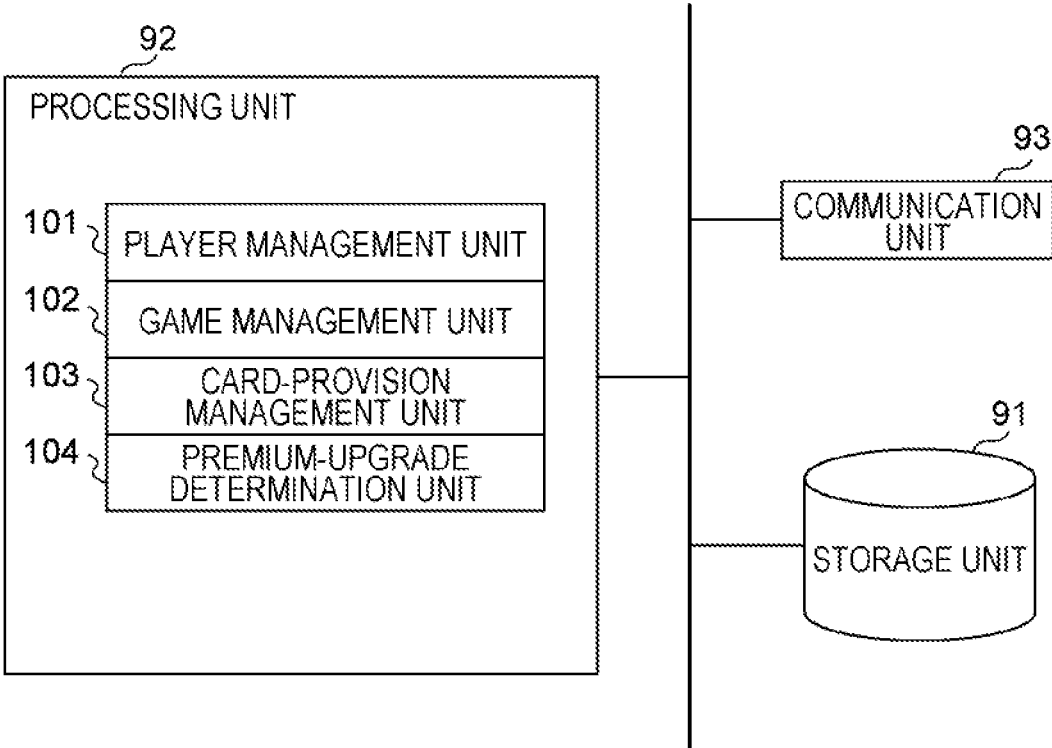 92
PROCESSING UNIT
93
COMMUNICATION
UNIT
101
PLAYER MANAGEMENT UNIT
102
GAME MANAGEMENT UNIT
103
CARD-PROVISION
MANAGEMENT UNIT
104
PREMIUM-UPGRADE
DETERMINATION UNIT
91
STORAGE UNIT